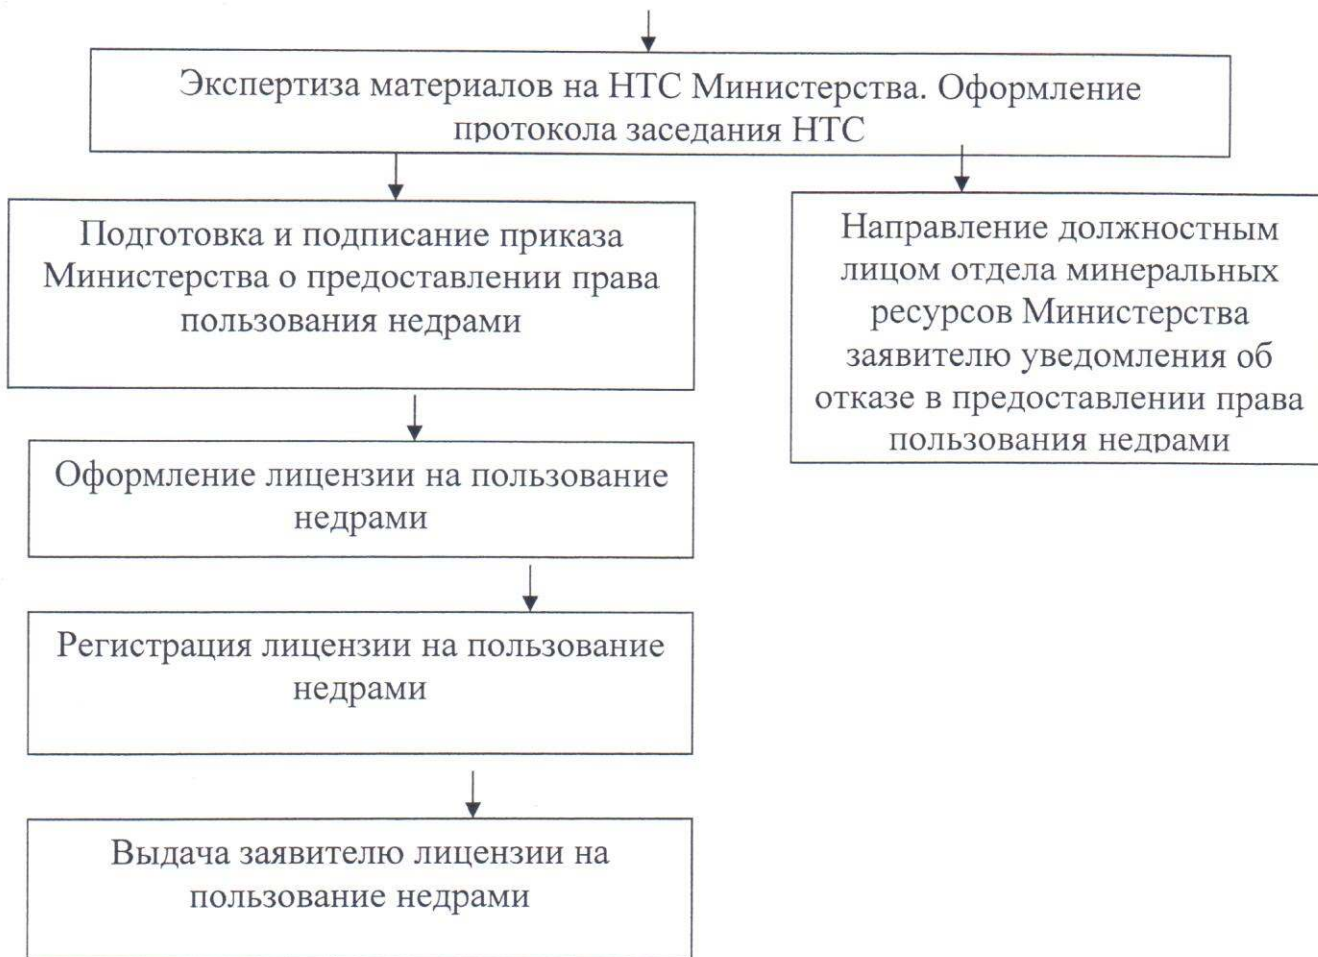 Экспертиза материалов на НТС Министерства. Оформление
протокола заседания НТС
Подготовка и подписание приказа
Министерства о предоставлении права
пользования недрами
Направление должностным
лицом отдела минеральных
ресурсов Министерства
заявителю уведомления об
отказе в предоставлении права
пользования недрами
Оформление лицензии на пользование
недрами
Регистрация лицензии на пользование
недрами
Выдача заявителю лицензии на
пользование недрами